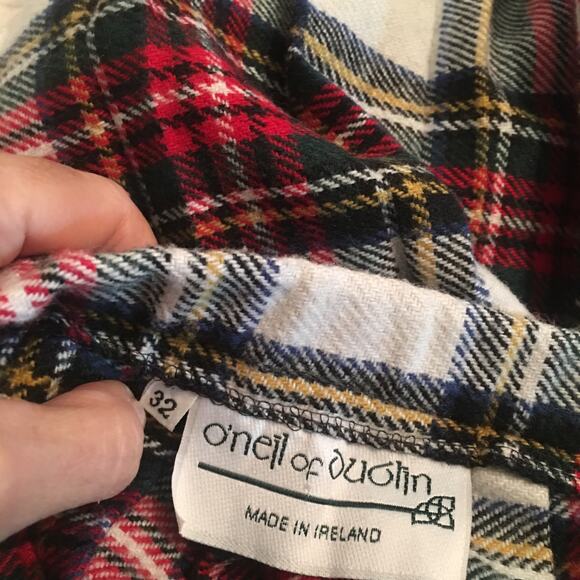 32
O'neil of Dublin
MADE IN IRELAND